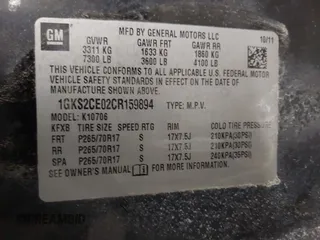 GM
MFD BY GENERAL MOTORS LLC
10/11
GVWR GAWR FRT GAWR RR
3311 KG 1633 KG 1860 KG
7300 LB 3600 LB 4100 LB
THIS VEHICLE CONFORMS TO ALL APPLICABLE U.S.
FEDERAL MOTOR VEHICLE SAFETY
STANDARDS IN EFFECT ON THE DATE OF
MANUFACTURE SHOWN ABOVE.
1GKS2CE02CR159894 TYPE: M.P.V.
MODEL: K10706
KFXB TIRE SIZE SPEED RTG RIM COLD TIRE PRESSURE
FRT P265/70R17 S 17X7.5J 210KPA(30PSI)
RR P265/70R17 S 17X7.5J 210KPA(30PSI)
SPA P265/70R17 S 17X7.5J 240KPA(35PSI)
SEE OWNER'S MANUAL FOR MORE INFORMATION.